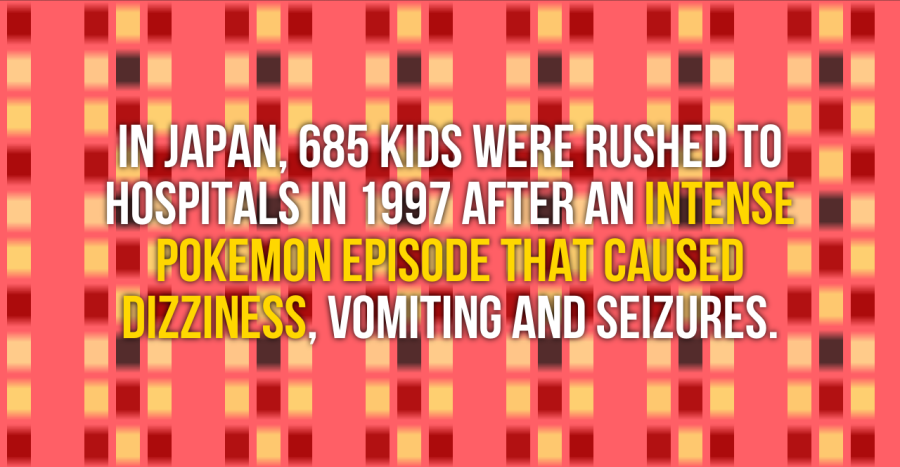 IN JAPAN, 685 KIDS WERE RUSHED TO
HOSPITALS IN 1997 AFTER AN INTENSE
POKEMON EPISODE THAT CAUSED
DIZZINESS, VOMITING AND SEIZURES.